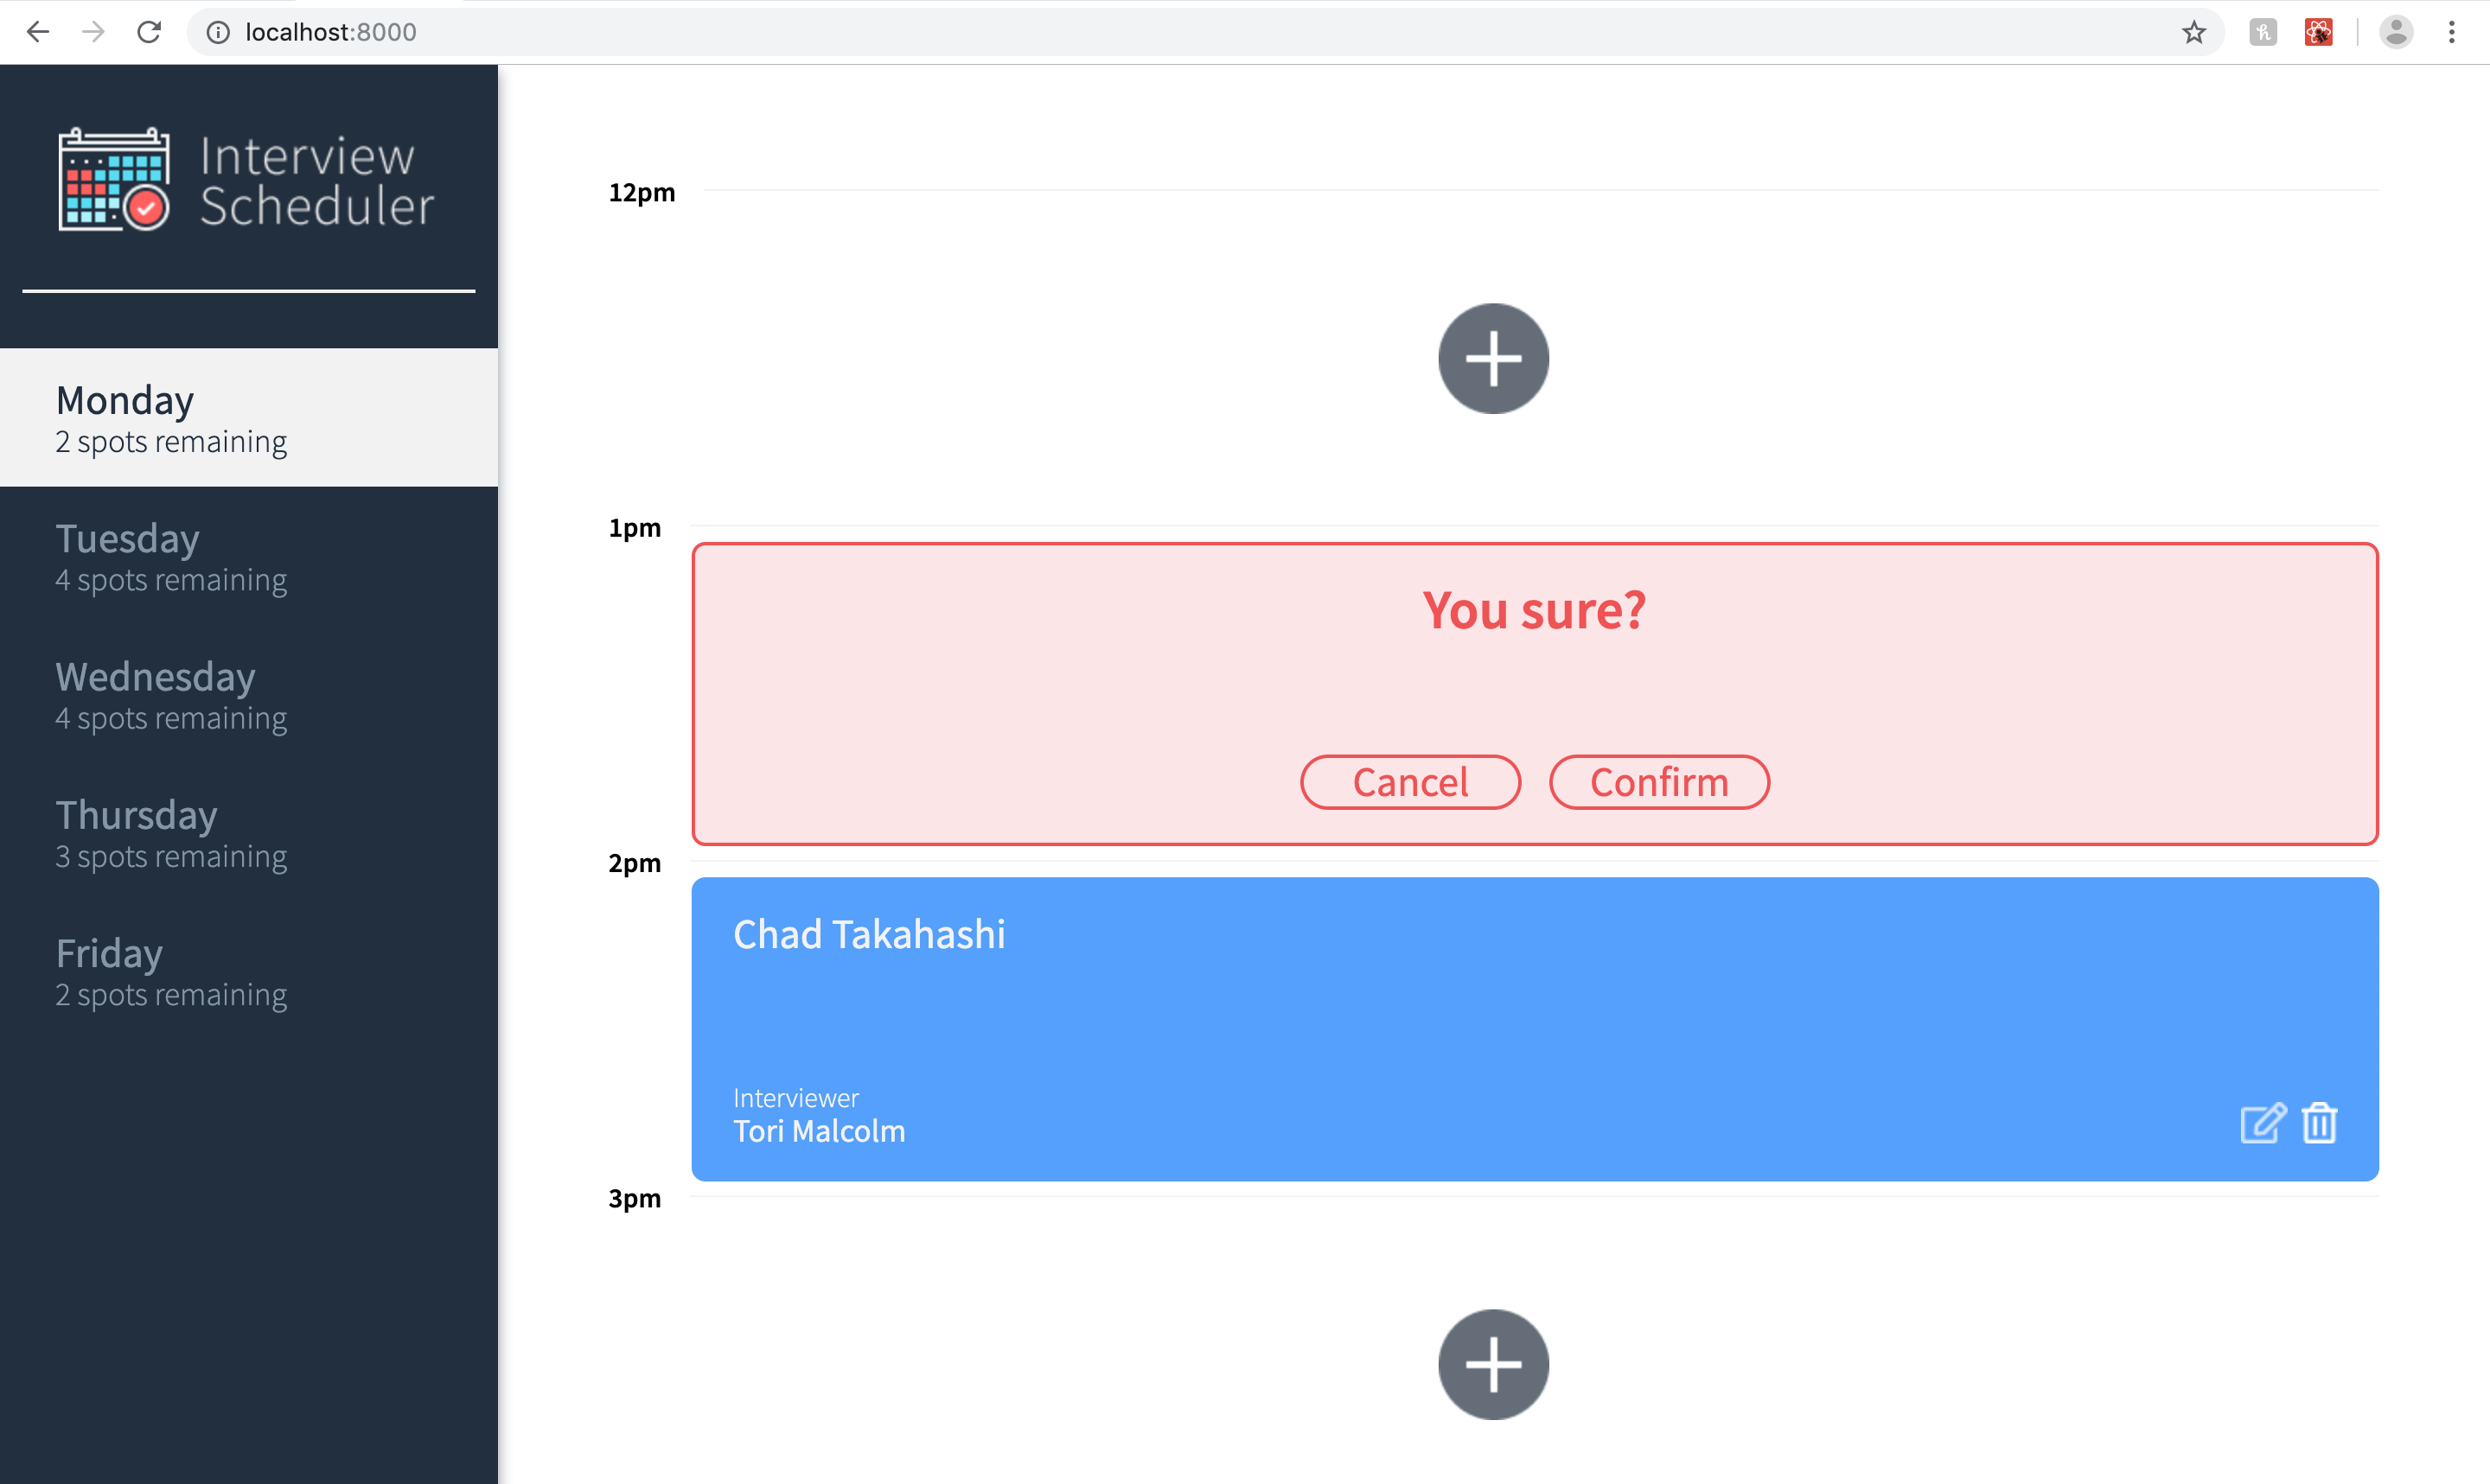 localhost:8000
Interview
Scheduler
Monday
2 spots remaining
Tuesday
4 spots remaining
Wednesday
4 spots remaining
Thursday
3 spots remaining
Friday
2 spots remaining
12pm
1pm
You sure?
Cancel Confirm
2pm
Chad Takahashi
Interviewer
Tori Malcolm
3pm